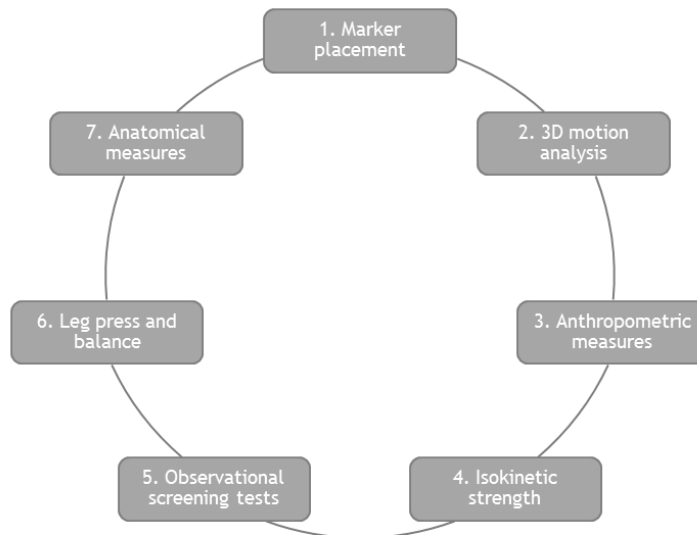 1. Marker
placement
2. 3D motion
analysis
3. Anthropometric
measures
4. Isokinetic
strength
5. Observational
screening tests
6. Leg press and
balance
7. Anatomical
measures